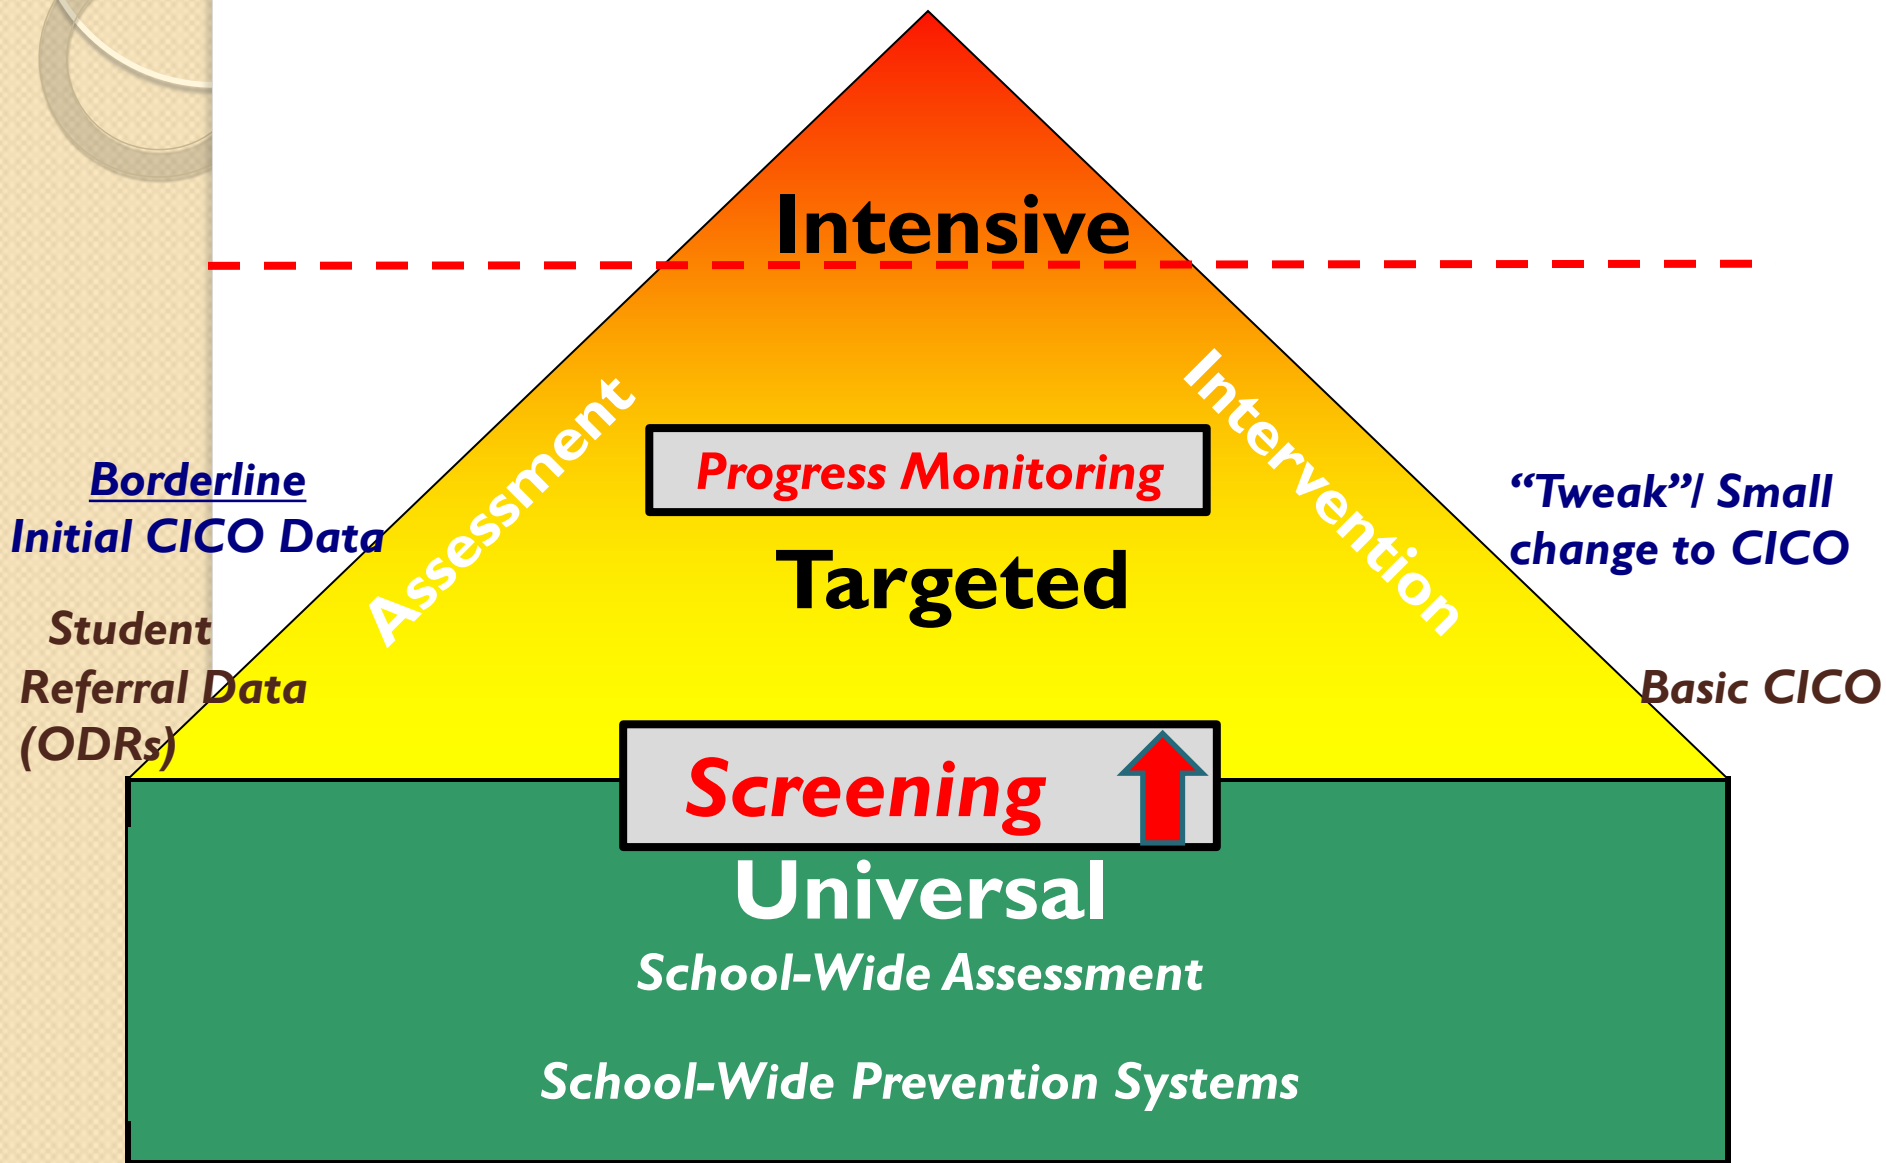 Intensive
Assessment
Intervention
Progress Monitoring
Borderline
Initial CICO Data
“Tweak”/ Small
change to CICO
Targeted
Student
Referral Data
(ODRs)
Basic CICO
Screening
Universal
School-Wide Assessment
School-Wide Prevention Systems